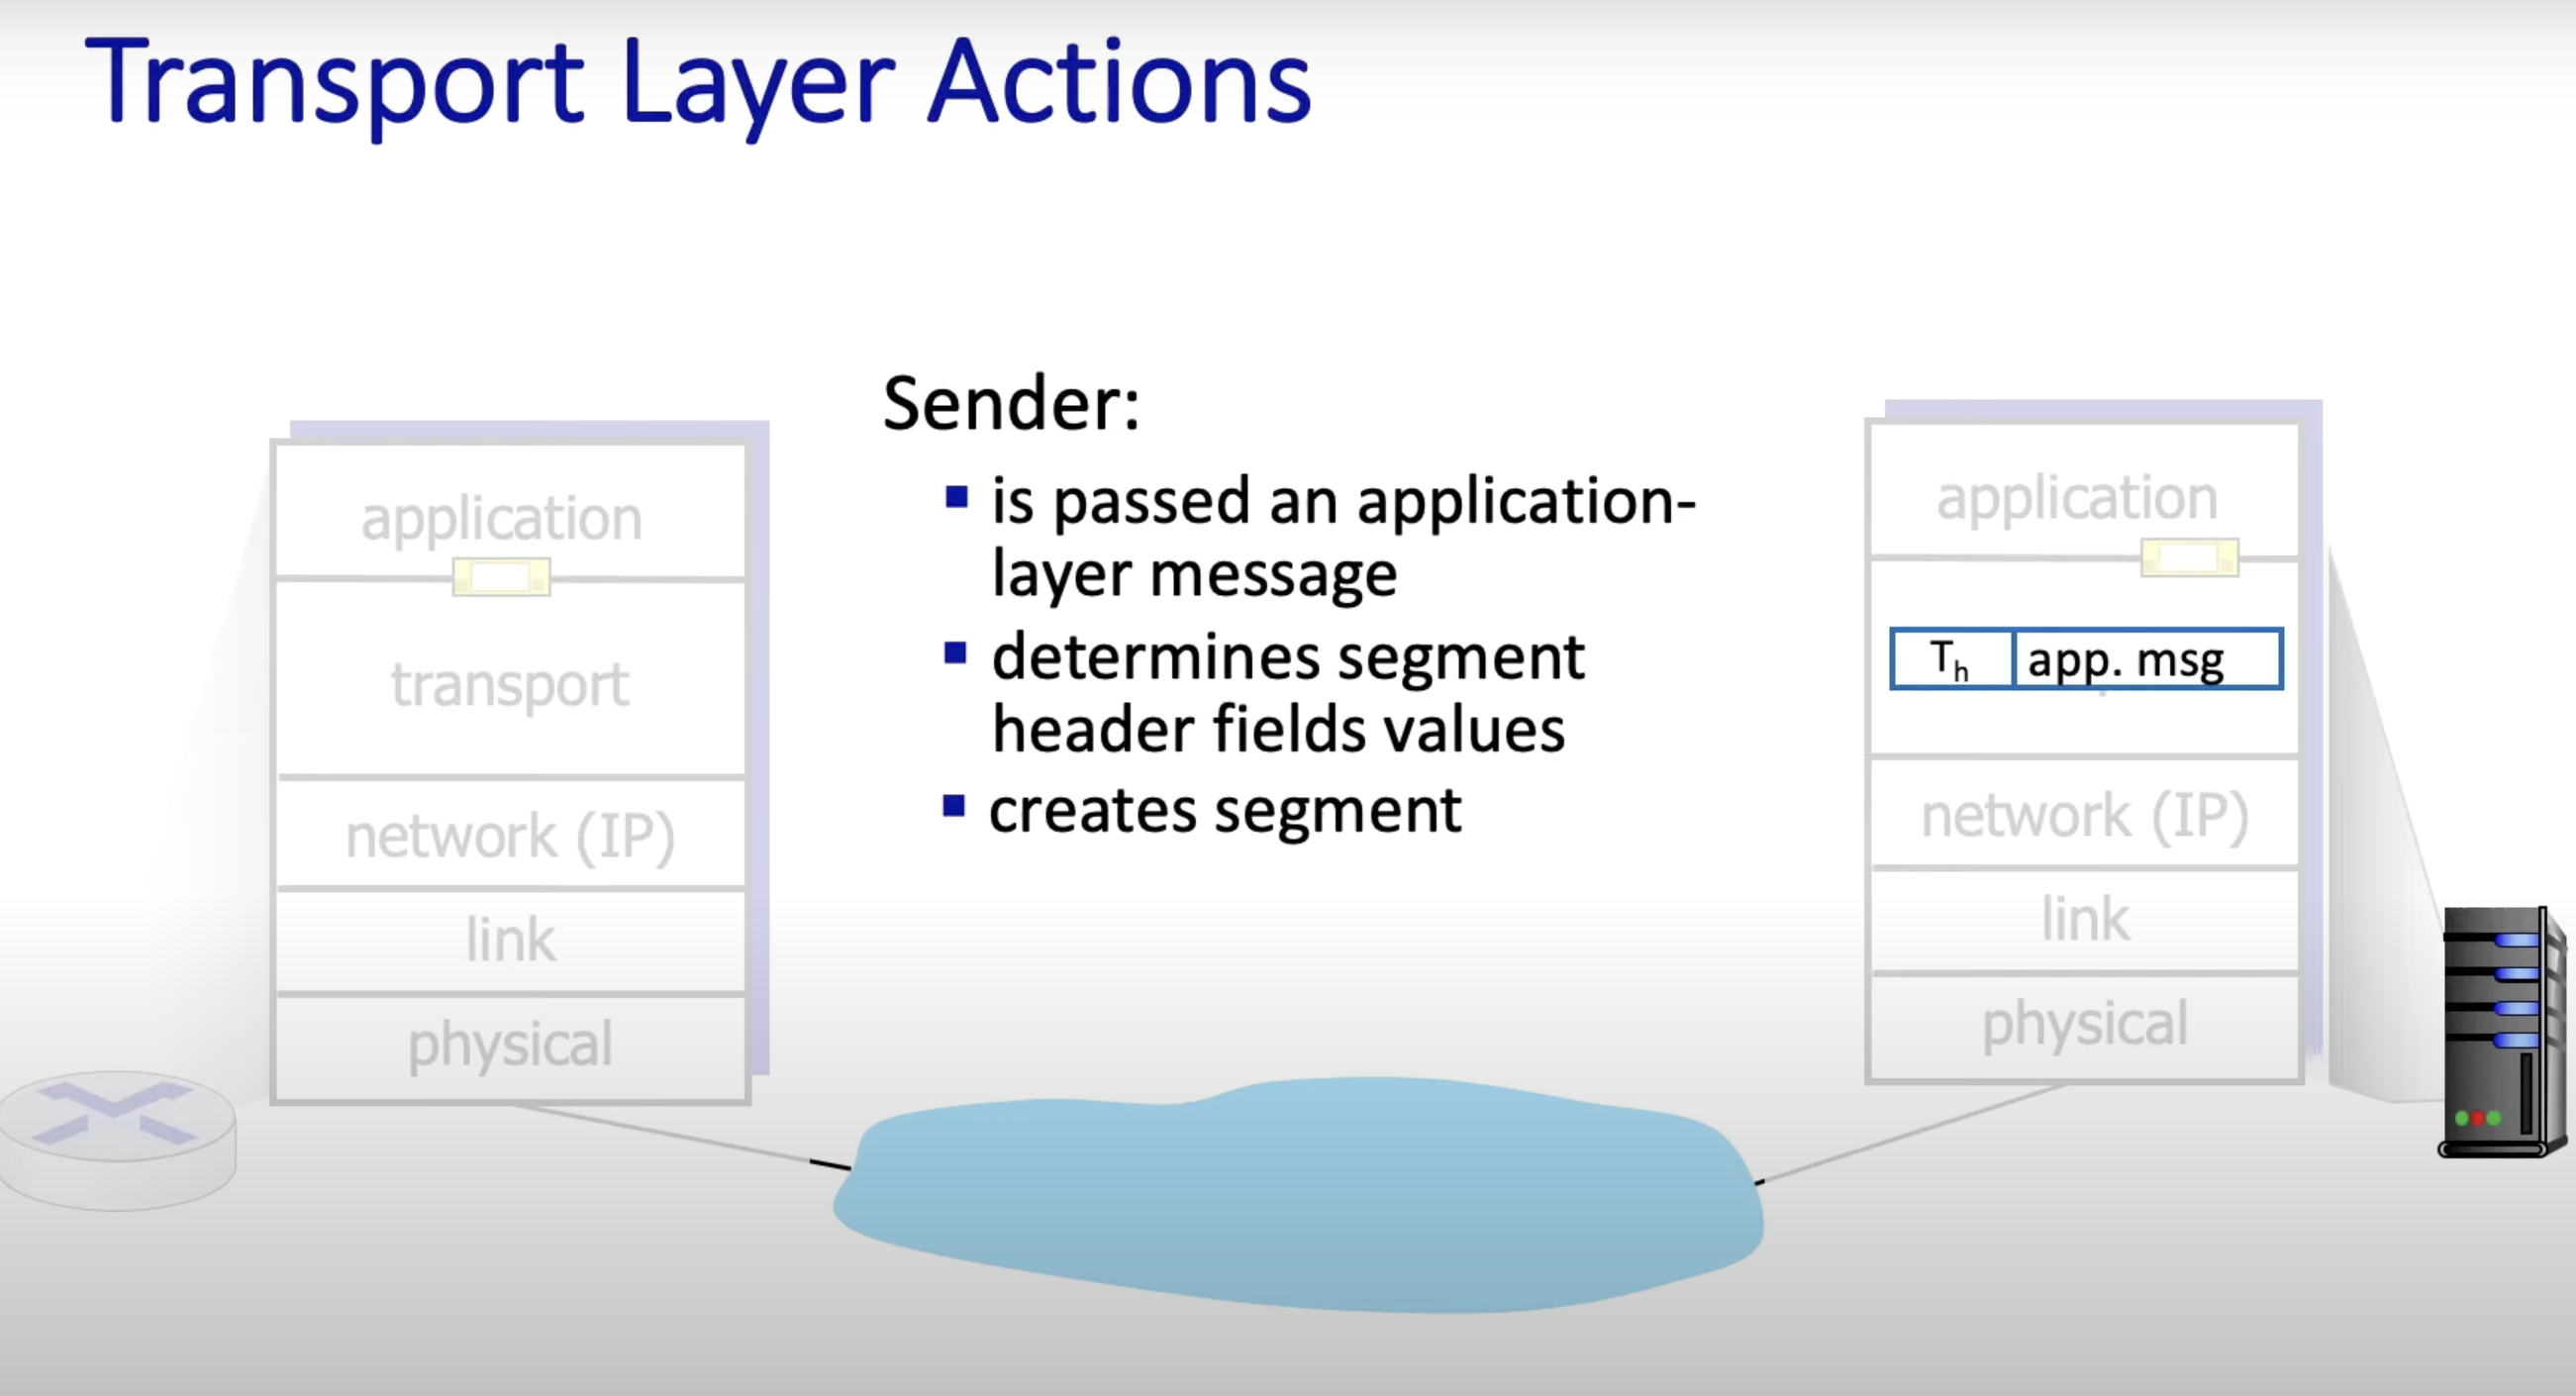 Transport Layer Actions
Sender:
▪ is passed an application-
layer message
▪ determines segment
header fields values
▪ creates segment
application
transport
network (IP)
link
physical
application
Th app. msg
network (IP)
link
physical